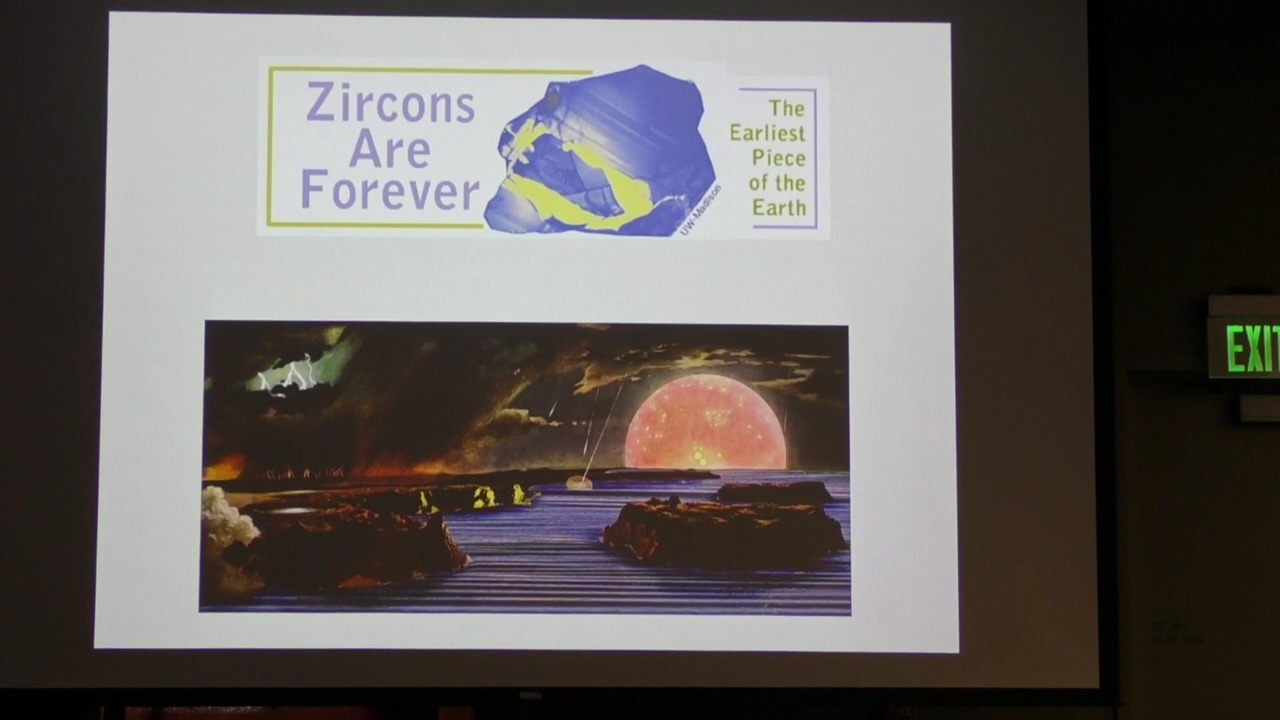 Zircons
Are
Forever
UW-Madison
The
Earliest
Piece
of the
Earth
EXIT